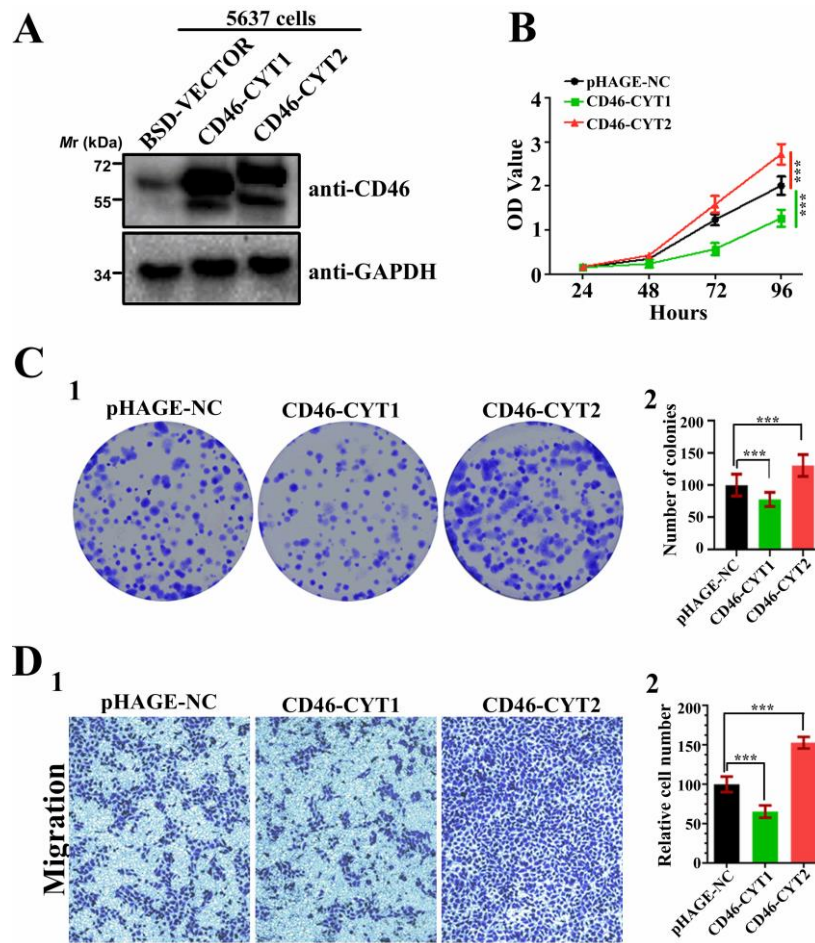 A
5637 cells
BSD-VECTOR
CD46-CYT1
CD46-CYT2
Mr (kDa)
72
55
anti-CD46
34
anti-GAPDH
B
pHAGE-NC
CD46-CYT1
CD46-CYT2
OD Value
4
3
2
1
0
24 48 72 96
Hours
***
***
C
1
pHAGE-NC CD46-CYT1 CD46-CYT2
2
Number of colonies
200
150
100
50
0
***
***
pHAGE-NC
CD46-CYT1
CD46-CYT2
D
1
pHAGE-NC CD46-CYT1 CD46-CYT2
Migration
2
Relative cell number
200
150
100
50
0
***
***
pHAGE-NC
CD46-CYT1
CD46-CYT2